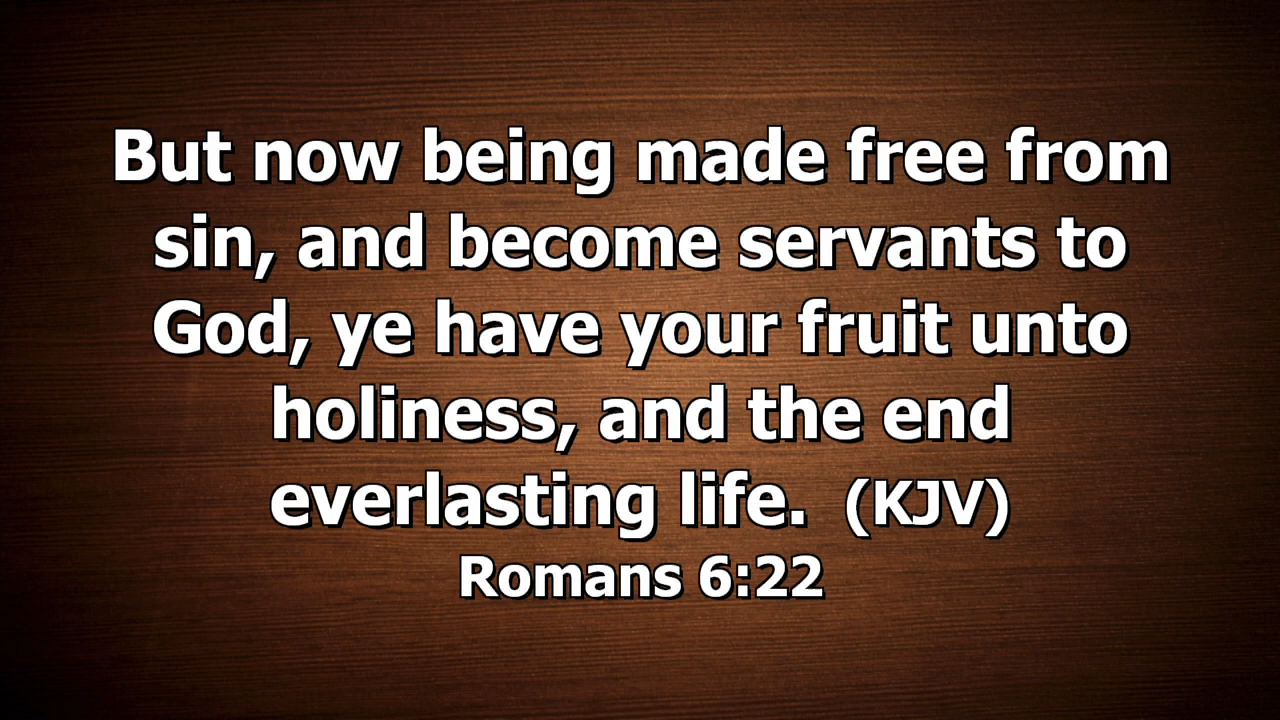 But now being made free from
sin, and become servants to
God, ye have your fruit unto
holiness, and the end
everlasting life.  (KJV)
Romans 6:22